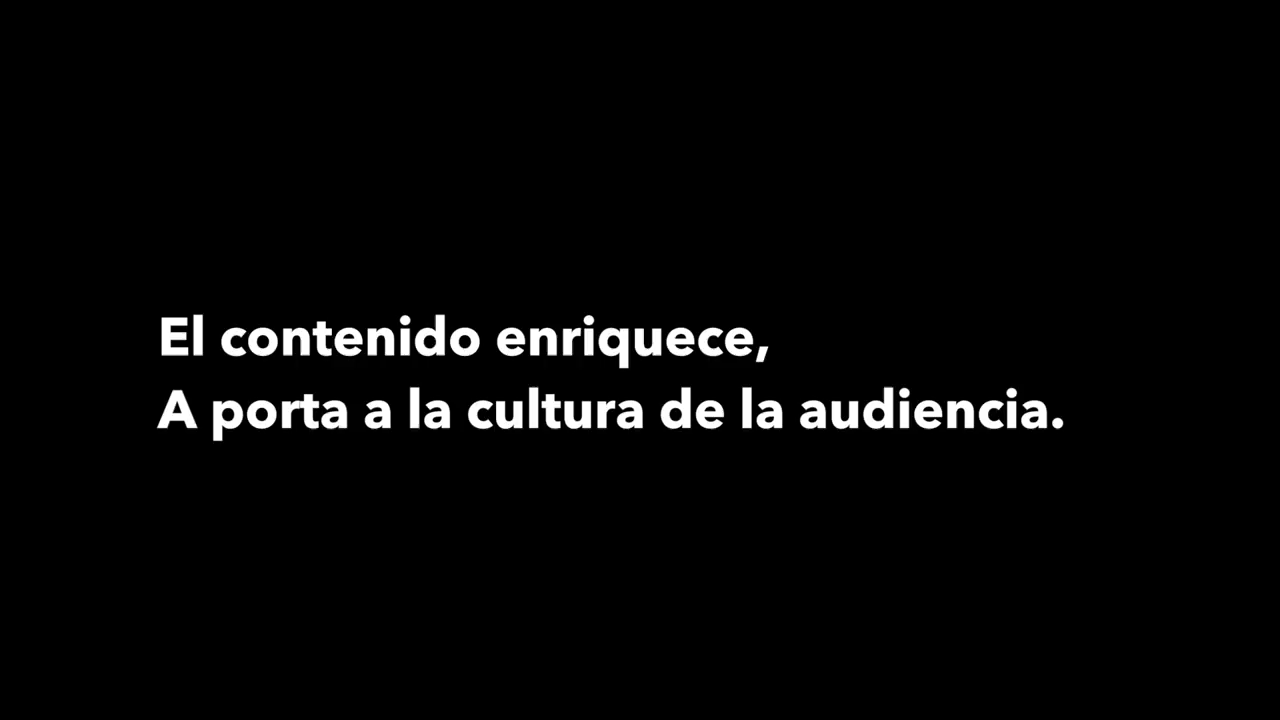 El contenido enriquece,
A porta a la cultura de la audiencia.